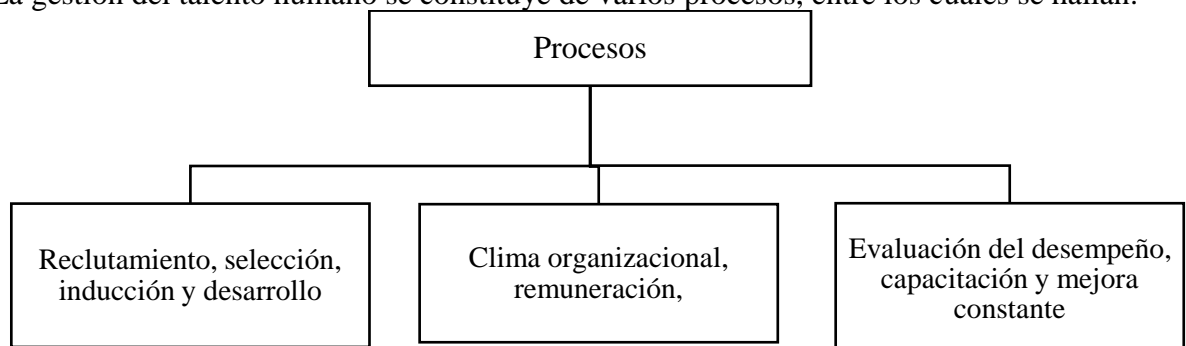 La gestión del talento humano se constituye de varios procesos, entre los cuales se hallan:
Procesos
Reclutamiento, selección,
inducción y desarrollo
Clima organizacional,
remuneración,
Evaluación del desempeño,
capacitación y mejora
constante